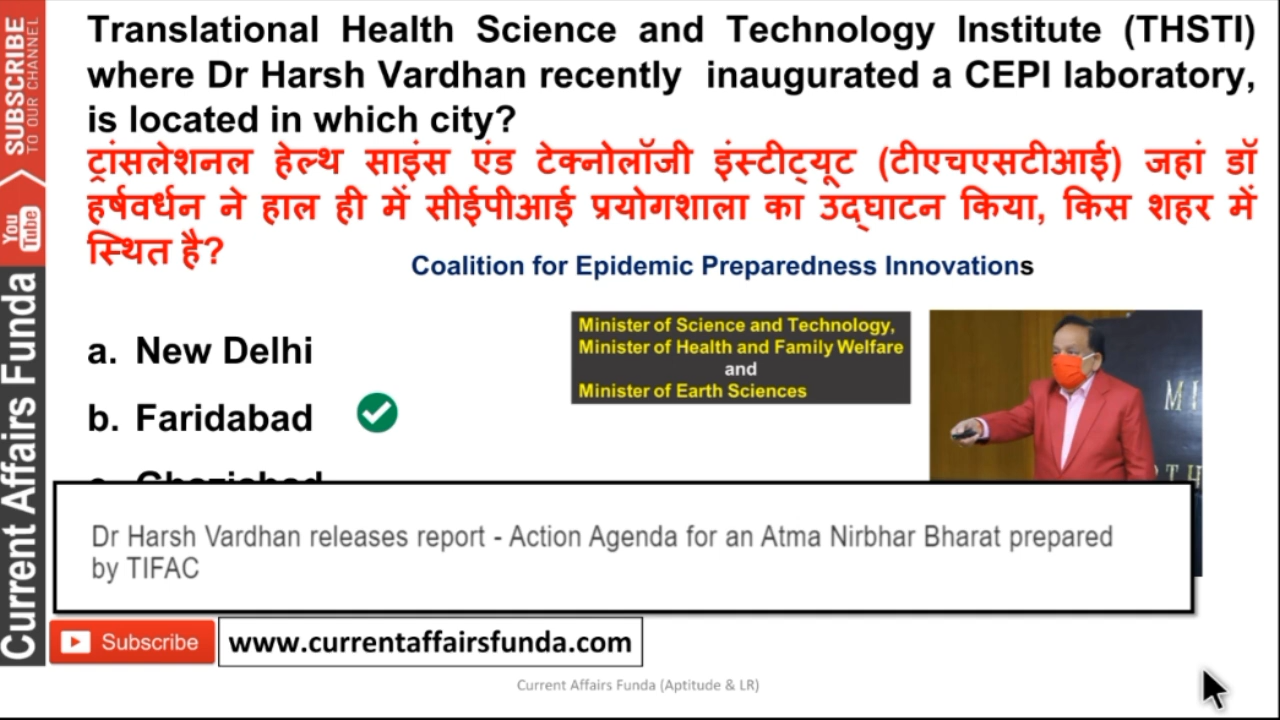 SUBSCRIBE
TO OUR CHANNEL
You
Tube
Current Affairs Funda
Translational Health Science and Technology Institute (THSTI)
where Dr Harsh Vardhan recently inaugurated a CEPI laboratory,
is located in which city?
ट्रांसलेशनल हेल्थ साइंस एंड टेक्नोलॉजी इंस्टीट्यूट (टीएचएसटीआई) जहां डॉ
हर्षवर्धन ने हाल ही में सीईपीआई प्रयोगशाला का उद्घाटन किया, किस शहर में
स्थित है?
Coalition for Epidemic Preparedness Innovations
Minister of Science and Technology,
Minister of Health and Family Welfare
and
Minister of Earth Sciences
a. New Delhi
b. Faridabad
c. Ghaziabad
Dr Harsh Vardhan releases report - Action Agenda for an Atma Nirbhar Bharat prepared
by TIFAC
Subscribe
www.currentaffairsfunda.com
Current Affairs Funda (Aptitude & LR)